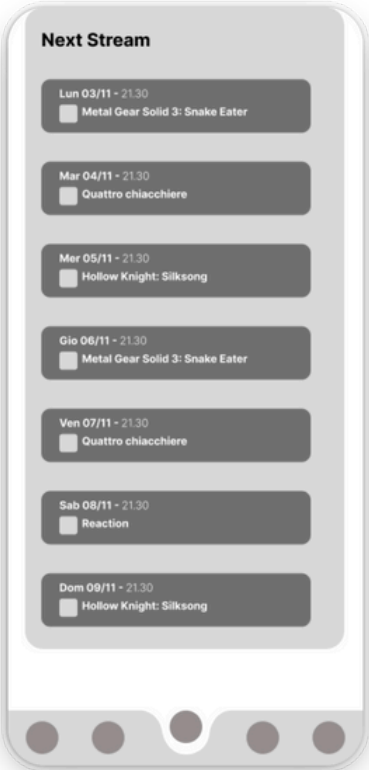 Next Stream
Lun 03/11 - 21.30
Metal Gear Solid 3: Snake Eater
Mar 04/11 - 21.30
Quattro chiacchiere
Mer 05/11 - 21.30
Hollow Knight: Silksong
Gio 06/11 - 21.30
Metal Gear Solid 3: Snake Eater
Ven 07/11 - 21.30
Quattro chiacchiere
Sab 08/11 - 21.30
Reaction
Dom 09/11 - 21.30
Hollow Knight: Silksong